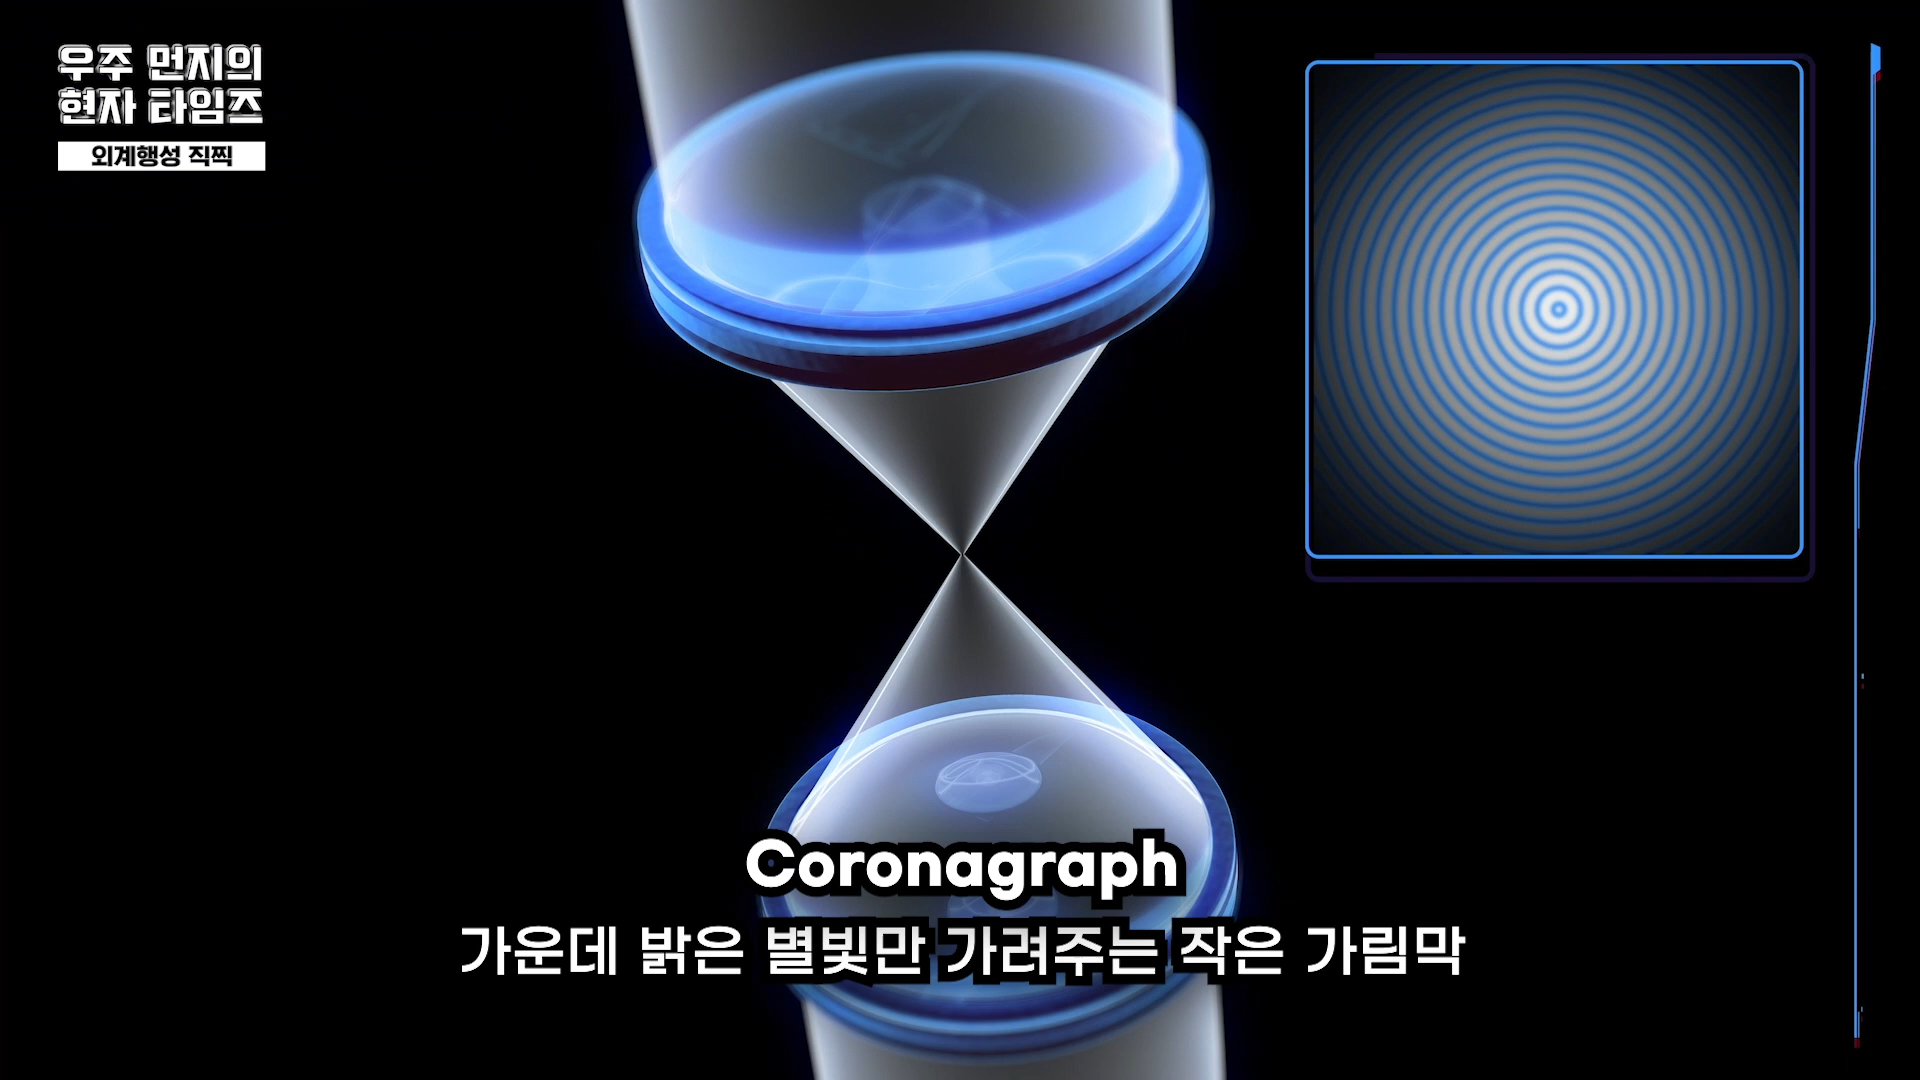 우주 먼지의
현자 타임즈
외계행성 직찍
Coronagraph
가운데 밝은 별빛만 가려주는 작은 가림막